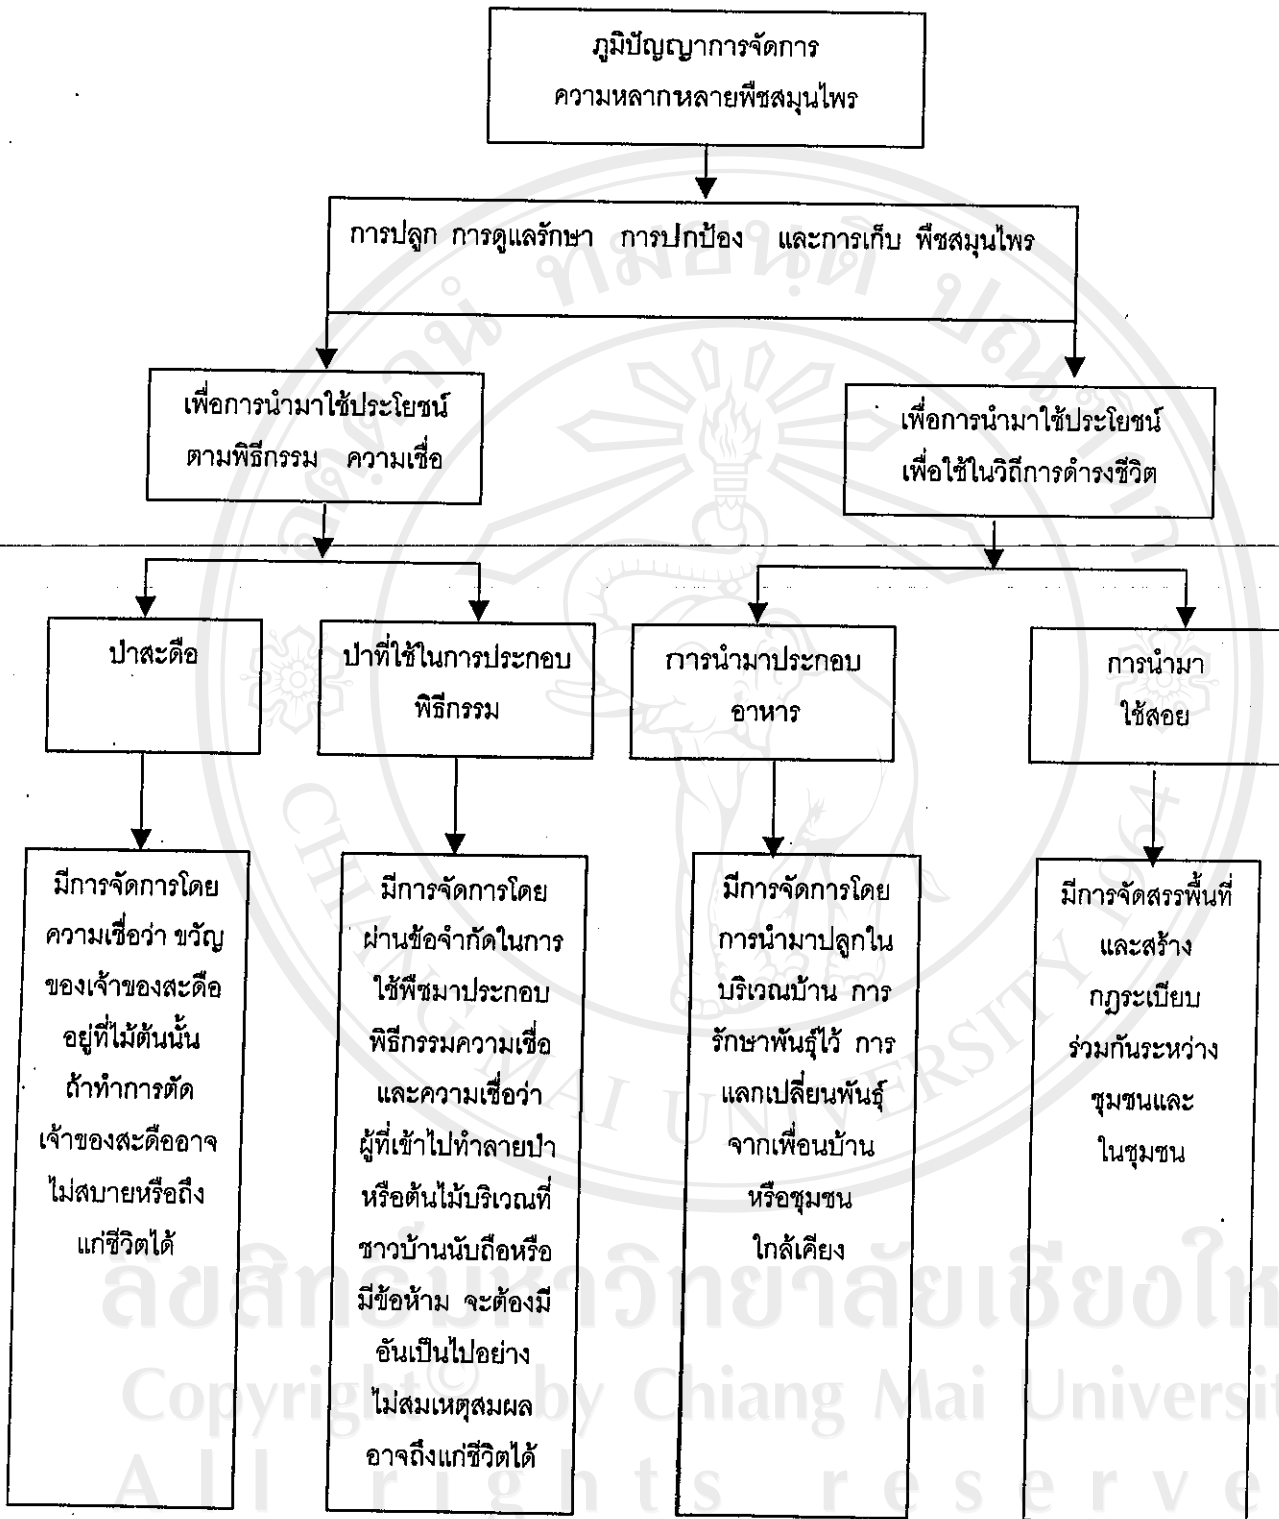 ภูมิปัญญาการจัดการ
ความหลากหลายพืชสมุนไพร
การปลูก การดูแลรักษา การปกป้อง และการเก็บ พืชสมุนไพร
เพื่อการนำมาใช้ประโยชน์
ตามพิธีกรรม ความเชื่อ
เพื่อการนำมาใช้ประโยชน์
เพื่อใช้ในวิถีการดำรงชีวิต
ป่าสะดือ
ป่าที่ใช้ในการประกอบ
พิธีกรรม
การนำมาประกอบ
อาหาร
การนำมา
ใช้สอย
มีการจัดการโดย
ความเชื่อว่า ขวัญ
ของเจ้าของสะดือ
อยู่ที่ไม้ต้นนั้น
ถ้าทำการตัด
เจ้าของสะดืออาจ
ไม่สบายหรือถึง
แก่ชีวิตได้
มีการจัดการโดย
ผ่านข้อจำกัดในการ
ใช้พืชมาประกอบ
พิธีกรรมความเชื่อ
และความเชื่อว่า
ผู้ที่เข้าไปทำลายป่า
หรือต้นไม้บริเวณที่
ชาวบ้านนับถือหรือ
มีข้อห้าม จะต้องมี
อันเป็นไปอย่าง
ไม่สมเหตุสมผล
อาจถึงแก่ชีวิตได้
มีการจัดการโดย
การนำมาปลูกใน
บริเวณบ้าน การ
รักษาพันธุ์ไว้ การ
แลกเปลี่ยนพันธุ์
จากเพื่อนบ้าน
หรือชุมชน
ใกล้เคียง
มีการจัดสรรพื้นที่
และสร้าง
กฎระเบียบ
ร่วมกันระหว่าง
ชุมชนและ
ในชุมชน
CHIANG MAI UNIVERSITY 1964
ลิขสิทธิ์มหาวิทยาลัยเชียงให
Copyright© by Chiang Mai Universit
All rights reserve